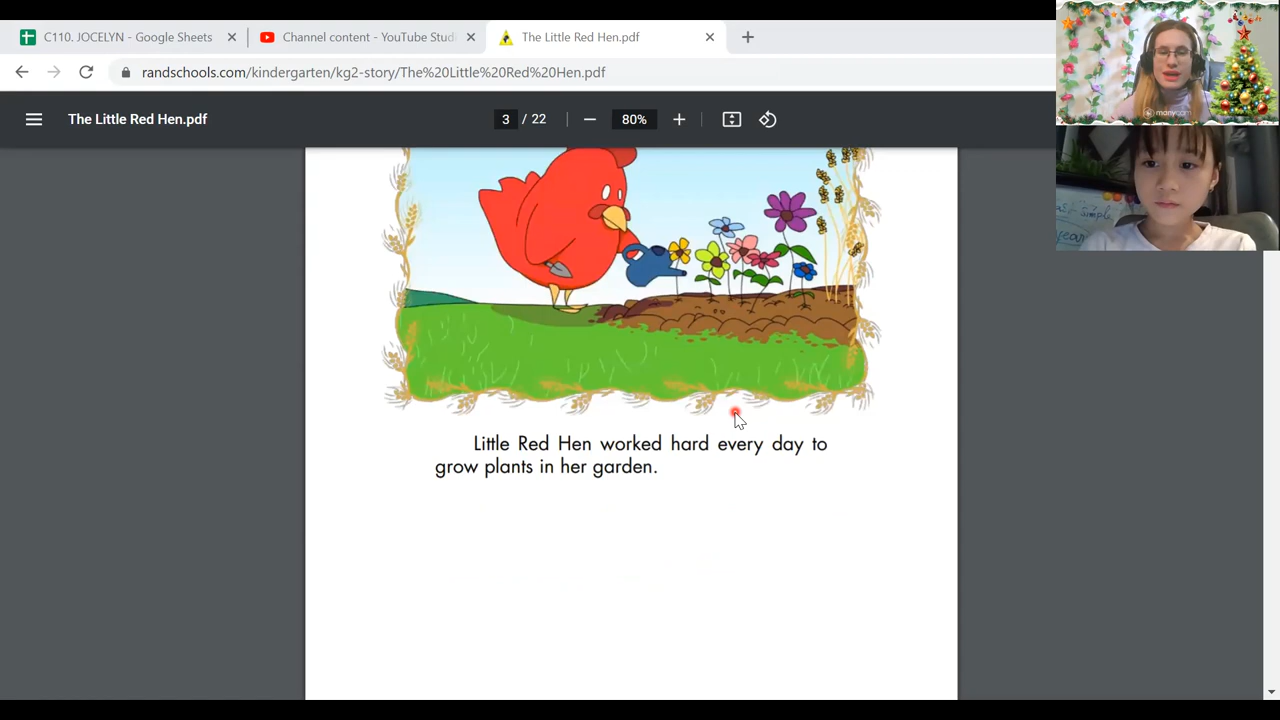 C110. JOCELYN - Google Sheets
Channel content - YouTube Studi
The Little Red Hen.pdf
randschools.com/kindergarten/kg2-story/The%20Little%20Red%20Hen.pdf
The Little Red Hen.pdf
3 / 22
80%
manycam
Little Red Hen worked hard every day to
grow plants in her garden.